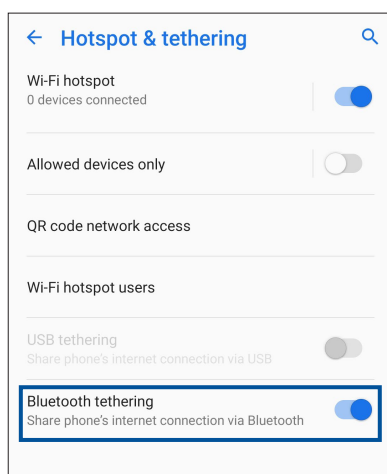 Hotspot & tethering
Wi-Fi hotspot
0 devices connected
Allowed devices only
QR code network access
Wi-Fi hotspot users
USB tethering
Share phone's internet connection via USB
Bluetooth tethering
Share phone's internet connection via Bluetooth